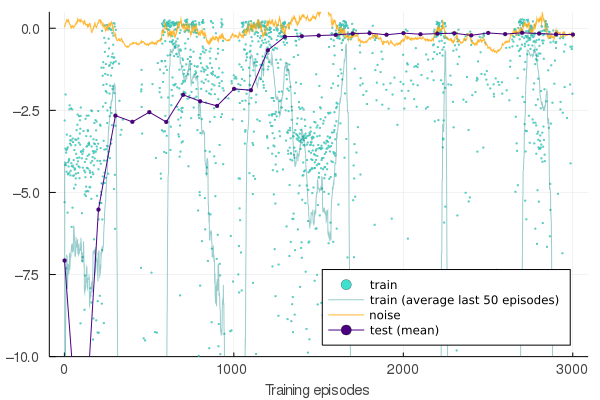 0.0
−2.5
−5.0
−7.5
−10.0
0
1000
2000
3000
Training episodes
train
train (average last 50 episodes)
noise
test (mean)